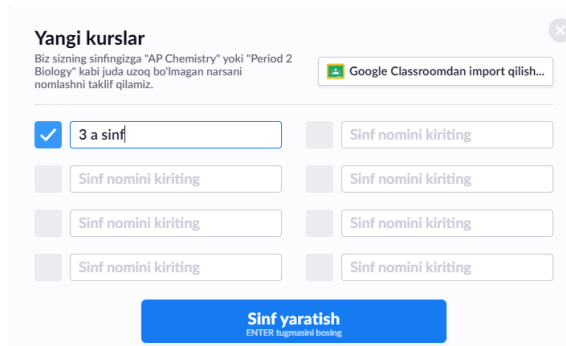 Yangi kurslar
Biz sizning sinfingizga "AP Chemistry" yoki "Period 2
Biology" kabi juda uzoq bo'lmagan narsani
nomlashni taklif qilamiz.
Google Classroomdan import qilish...
3 a sinf
Sinf nomini kiriting
Sinf nomini kiriting
Sinf nomini kiriting
Sinf nomini kiriting
Sinf nomini kiriting
Sinf nomini kiriting
Sinf nomini kiriting
Sinf yaratish
ENTER tugmasini bosing